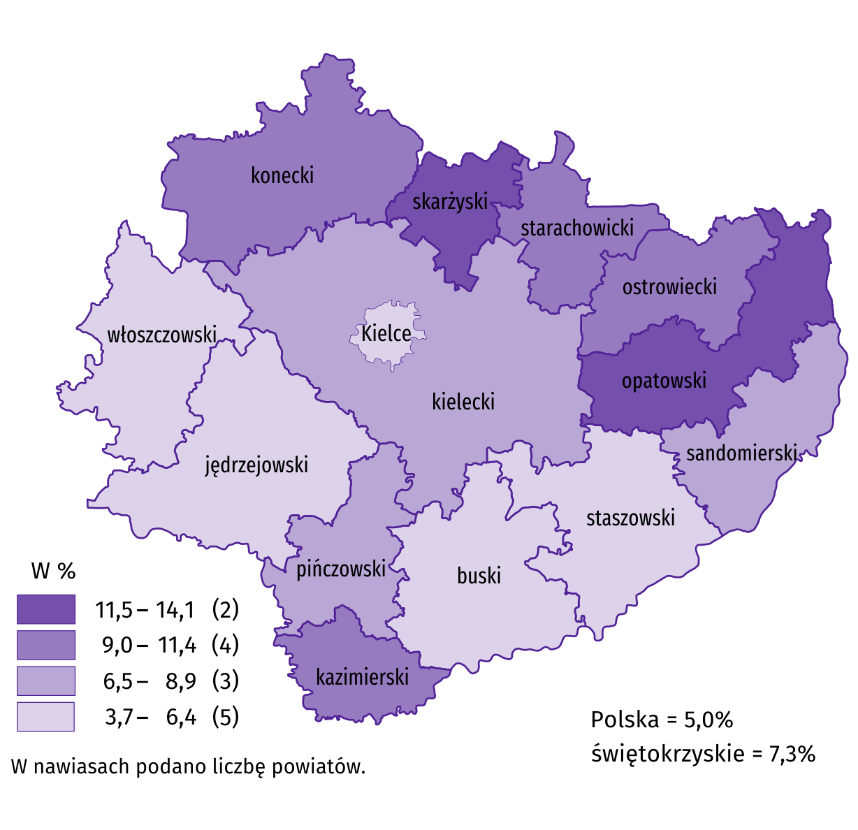 konecki
skarżyski
starachowicki
ostrowiecki
włoszczowski
Kielce
opatowski
kielecki
sandomierski
jędrzejowski
staszowski
pińczowski
buski
kazimierski
W %
11,5 – 14,1 (2)
9,0 – 11,4 (4)
6,5 – 8,9 (3)
3,7 – 6,4 (5)
Polska = 5,0%
świętokrzyskie = 7,3%
W nawiasach podano liczbę powiatów.